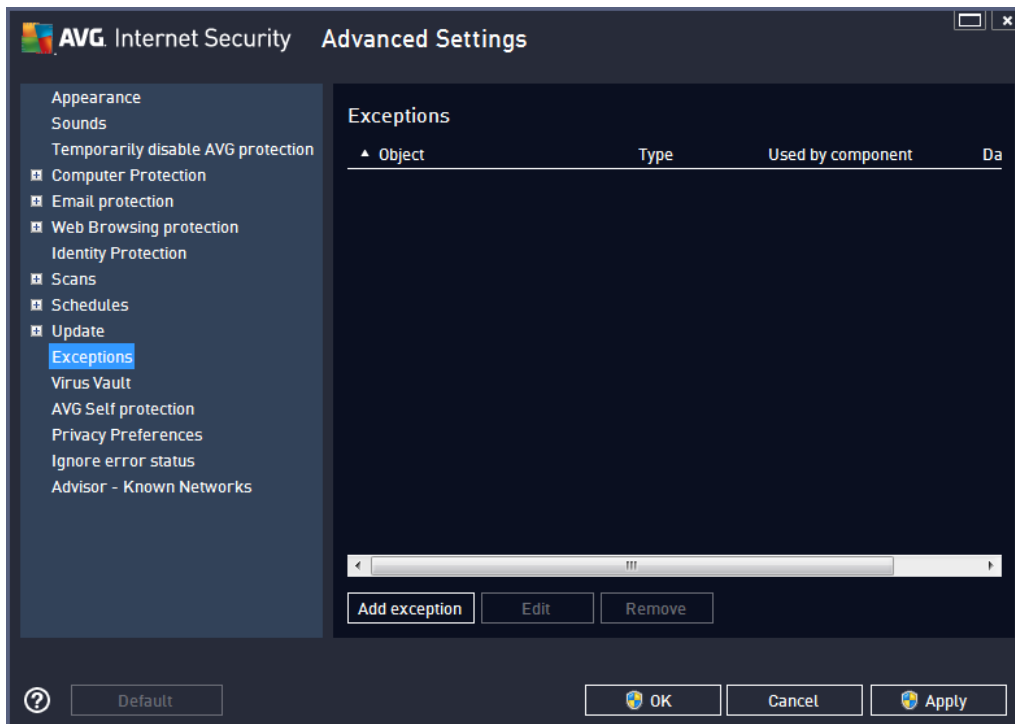 AVG. Internet Security Advanced Settings
Appearance
Sounds
Temporarily disable AVG protection
Computer Protection
Email protection
Web Browsing protection
Identity Protection
Scans
Schedules
Update
Exceptions
Virus Vault
AVG Self protection
Privacy Preferences
Ignore error status
Advisor - Known Networks
Exceptions
Object Type Used by component Da
Add exception Edit Remove
? Default OK Cancel Apply